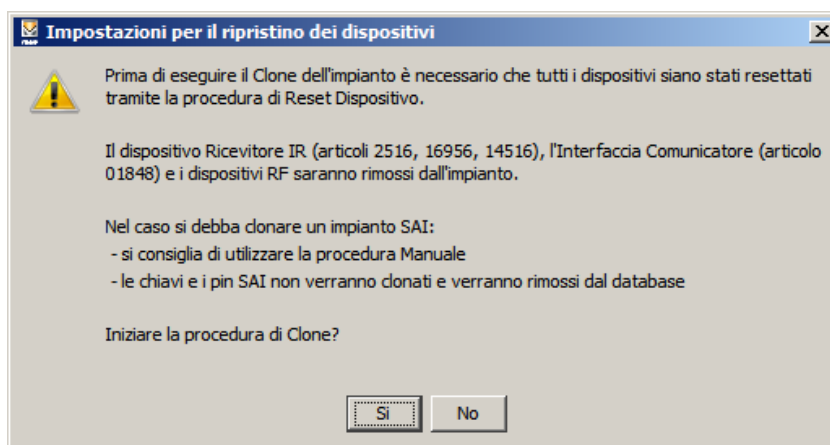 Impostazioni per il ripristino dei dispositivi
Prima di eseguire il Clone dell'impianto è necessario che tutti i dispositivi siano stati resettati
tramite la procedura di Reset Dispositivo.
Il dispositivo Ricevitore IR (articoli 2516, 16956, 14516), l'Interfaccia Comunicatore (articolo
01848) e i dispositivi RF saranno rimossi dall'impianto.
Nel caso si debba clonare un impianto SAI:
- si consiglia di utilizzare la procedura Manuale
- le chiavi e i pin SAI non verranno clonati e verranno rimossi dal database
Iniziare la procedura di Clone?
Si
No